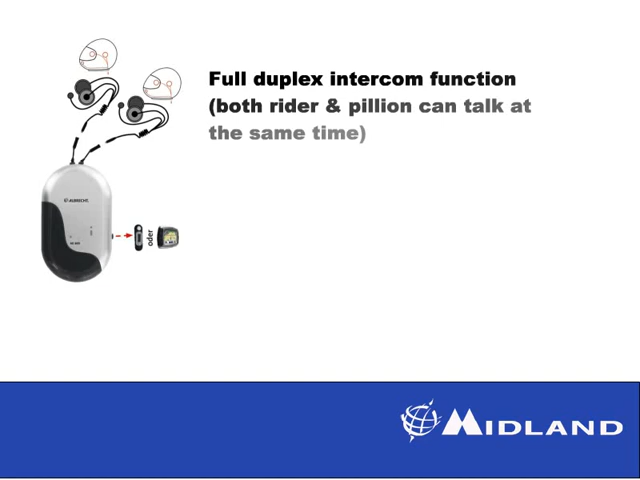 Full duplex intercom function
(both rider & pillion can talk at
the same time)
ALBRECHT
oder
MIDLAND